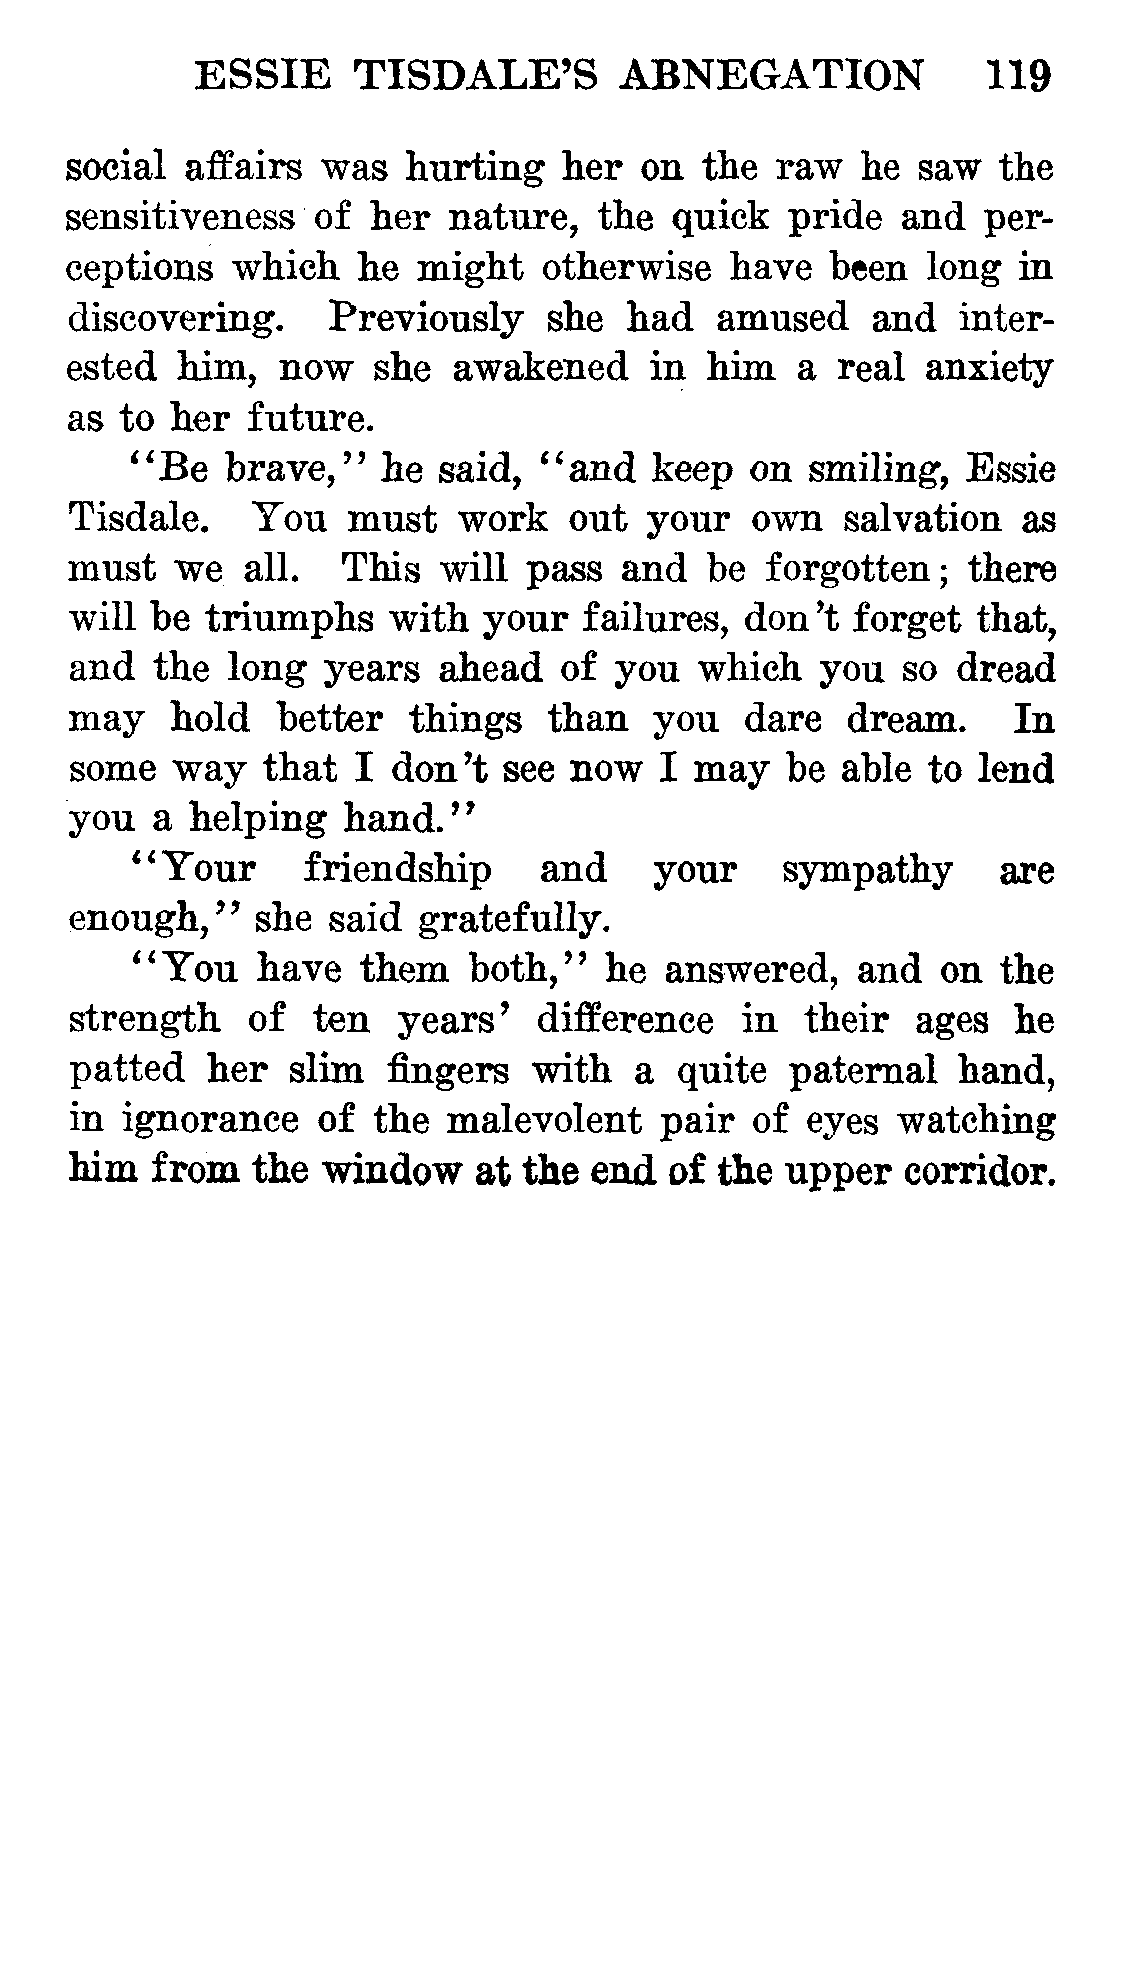 ESSIE TISDALE'S ABNEGATION 119
social affairs was hurting her on the raw he saw the
sensitiveness of her nature, the quick pride and per-
ceptions which he might otherwise have been long in
discovering. Previously she had amused and inter-
ested him, now she awakened in him a real anxiety
as to her future.
"Be brave," he said, "and keep on smiling, Essie
Tisdale. You must work out your own salvation as
must we all. This will pass and be forgotten; there
will be triumphs with your failures, don't forget that,
and the long years ahead of you which you so dread
may hold better things than you dare dream. In
some way that I don't see now I may be able to lend
you a helping hand."
"Your friendship and your sympathy are
enough," she said gratefully.
"You have them both," he answered, and on the
strength of ten years' difference in their ages he
patted her slim fingers with a quite paternal hand,
in ignorance of the malevolent pair of eyes watching
him from the window at the end of the upper corridor.